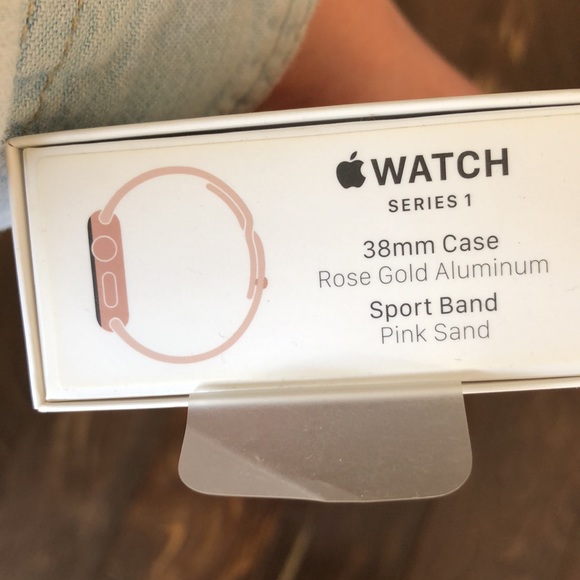 WATCH
SERIES 1
38mm Case
Rose Gold Aluminum
Sport Band
Pink Sand